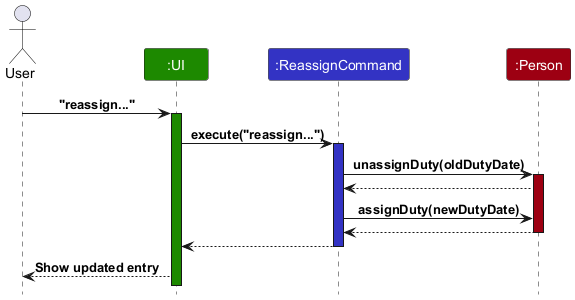 User
:UI
:ReassignCommand
:Person
"reassign..."
execute("reassign...")
unassignDuty(oldDutyDate)
assignDuty(newDutyDate)
Show updated entry